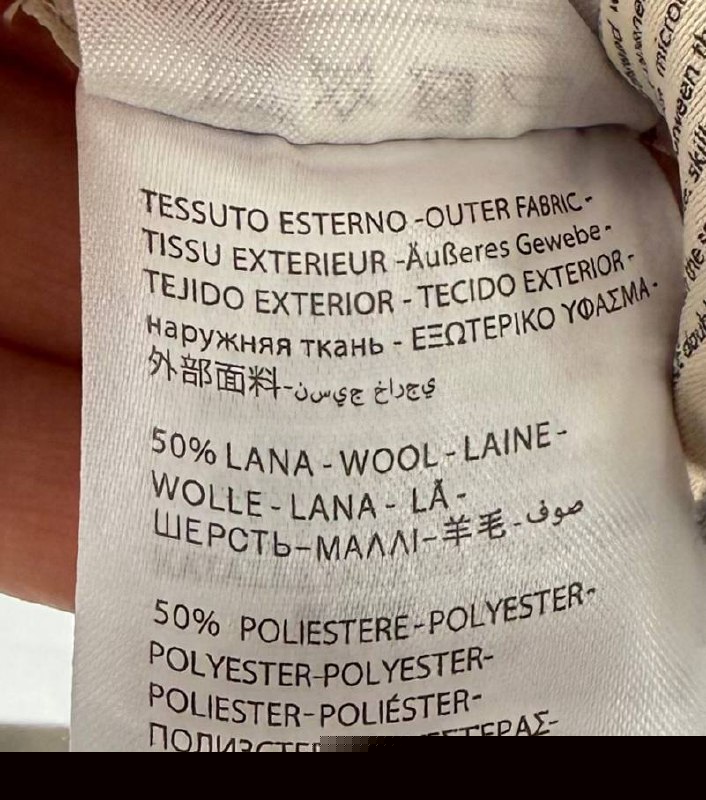 TESSUTO ESTERNO -OUTER FABRIC-
TISSU EXTERIEUR -Äußeres Gewebe-
TEJIDO EXTERIOR - TECIDO EXTERIOR-
наружняя ткань - ΕΞΩΤΕΡΙΚΟ ΥΦΑΣΜΑ-
外部面料-نسيج خارجي
50% LANA - WOOL - LAINE -
WOLLE - LANA - LÃ -
ШЕРСТЬ-ΜΑΛΛΙ-羊毛-صوف
50% POLIESTERE-POLYESTER-
POLYESTER-POLYESTER-
POLIESTER-POLIÉSTER-